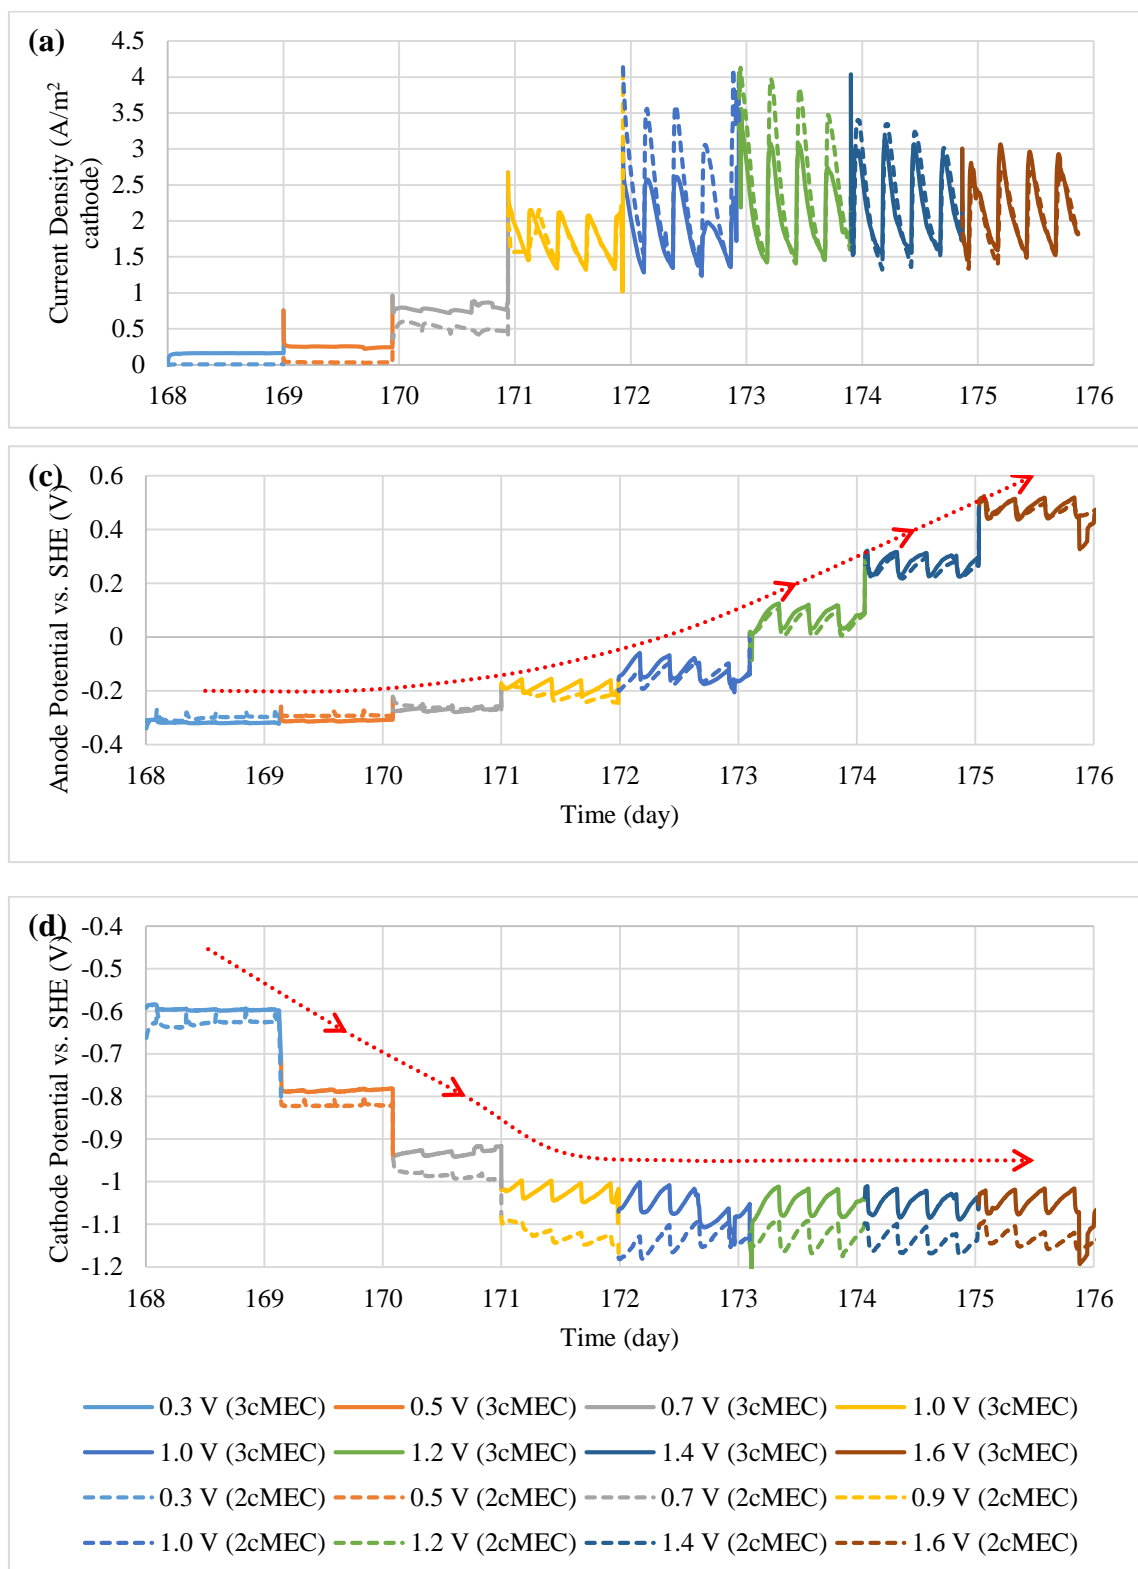 (a)
Current Density (A/m2
cathode)
4.5
4
3.5
3
2.5
2
1.5
1
0.5
0
168 169 170 171 172 173 174 175 176
(c)
Anode Potential vs. SHE (V)
0.6
0.4
0.2
0
-0.2
-0.4
168 169 170 171 172 173 174 175 176
Time (day)
(d)
Cathode Potential vs. SHE (V)
-0.4
-0.5
-0.6
-0.7
-0.8
-0.9
-1
-1.1
-1.2
168 169 170 171 172 173 174 175 176
Time (day)
0.3 V (3cMEC) 0.5 V (3cMEC) 0.7 V (3cMEC) 1.0 V (3cMEC)
1.0 V (3cMEC) 1.2 V (3cMEC) 1.4 V (3cMEC) 1.6 V (3cMEC)
0.3 V (2cMEC) 0.5 V (2cMEC) 0.7 V (2cMEC) 0.9 V (2cMEC)
1.0 V (2cMEC) 1.2 V (2cMEC) 1.4 V (2cMEC) 1.6 V (2cMEC)